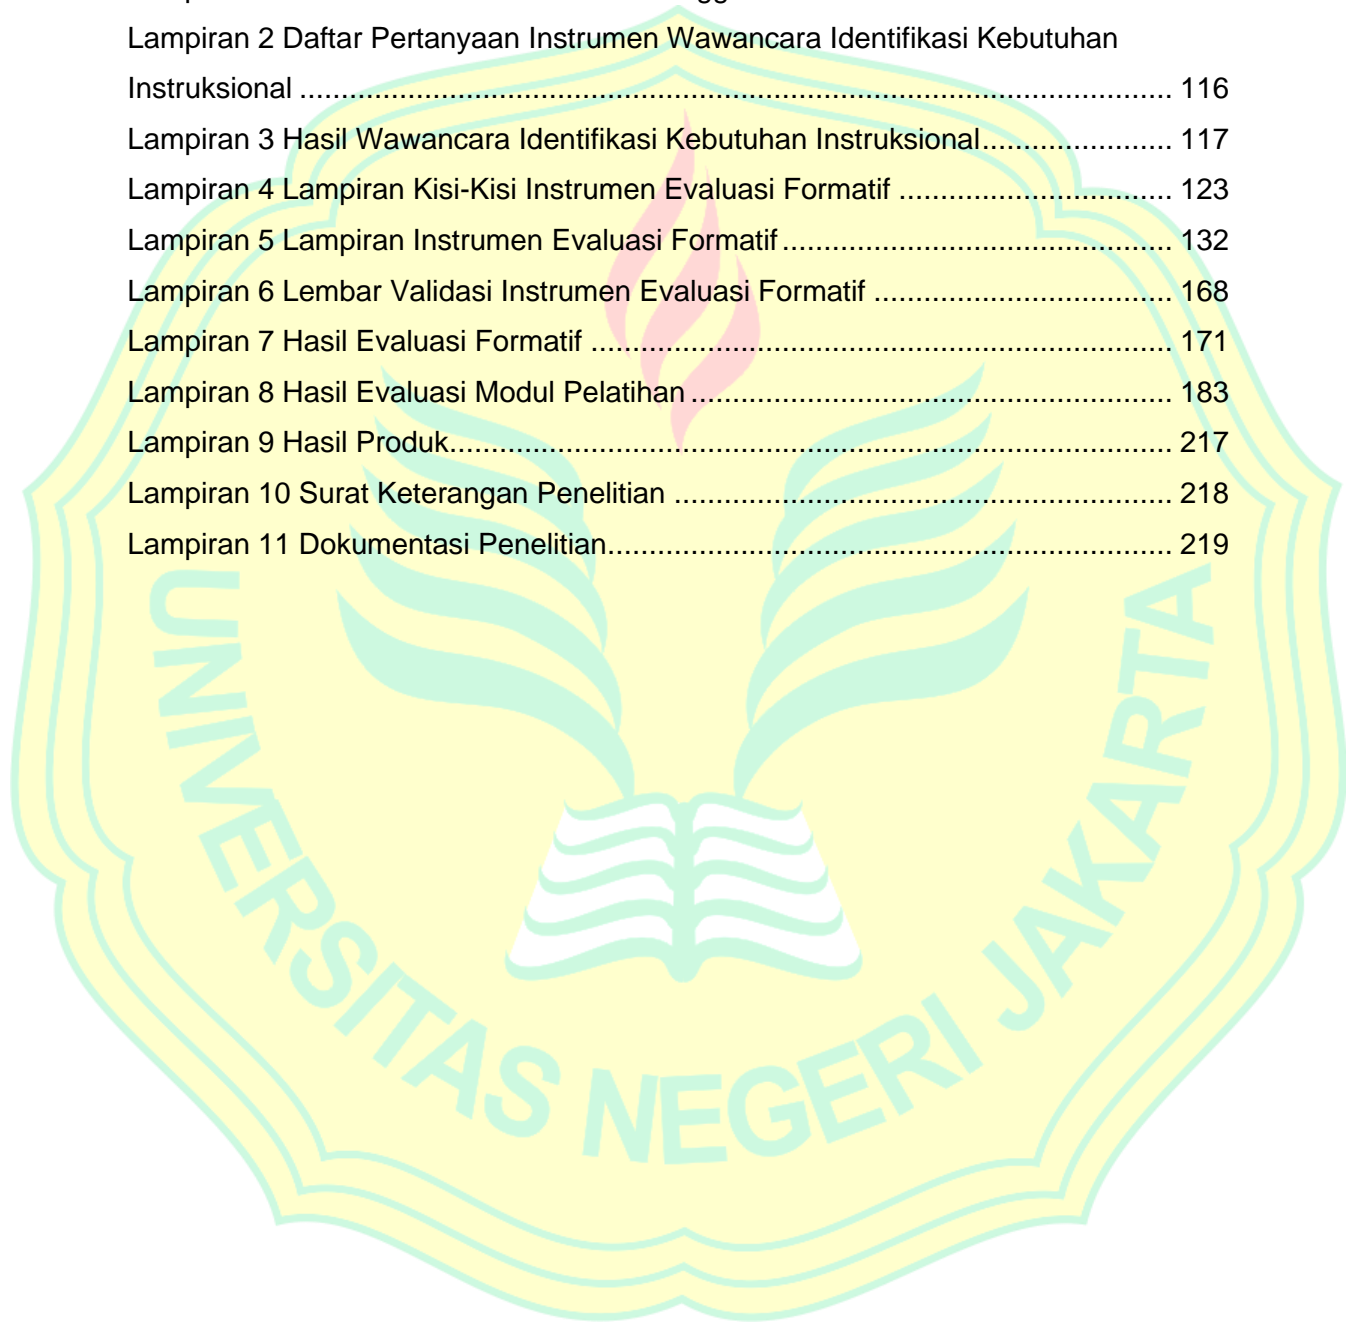 Lampiran 2 Daftar Pertanyaan Instrumen Wawancara Identifikasi Kebutuhan
Instruksional ........................................................................................................ 116
Lampiran 3 Hasil Wawancara Identifikasi Kebutuhan Instruksional....................... 117
Lampiran 4 Lampiran Kisi-Kisi Instrumen Evaluasi Formatif ................................. 123
Lampiran 5 Lampiran Instrumen Evaluasi Formatif ............................................... 132
Lampiran 6 Lembar Validasi Instrumen Evaluasi Formatif .................................... 168
Lampiran 7 Hasil Evaluasi Formatif ...................................................................... 171
Lampiran 8 Hasil Evaluasi Modul Pelatihan .......................................................... 183
Lampiran 9 Hasil Produk....................................................................................... 217
Lampiran 10 Surat Keterangan Penelitian ............................................................ 218
Lampiran 11 Dokumentasi Penelitian.................................................................... 219
UNIVERSITAS NEGERI JAKARTA